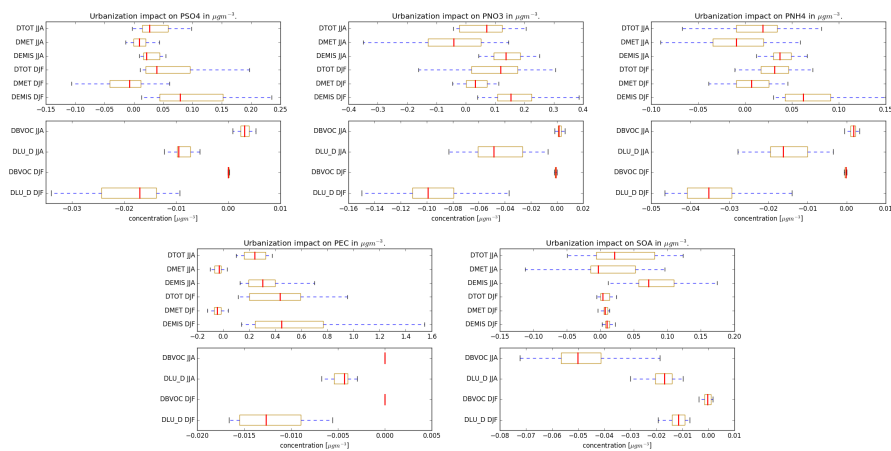 Urbanization impact on PSO4 in μgm⁻³.
DTOT JJA
DMET JJA
DEMIS JJA
DTOT DJF
DMET DJF
DEMIS DJF
−0.15 −0.10 −0.05 0.00 0.05 0.10 0.15 0.20 0.25
DBVOC JJA
DLU_D JJA
DBVOC DJF
DLU_D DJF
−0.03 −0.02 −0.01 0.00 0.01
concentration [μgm⁻³]
Urbanization impact on PNO3 in μgm⁻³.
DTOT JJA
DMET JJA
DEMIS JJA
DTOT DJF
DMET DJF
DEMIS DJF
−0.4 −0.3 −0.2 −0.1 0.0 0.1 0.2 0.3 0.4
DBVOC JJA
DLU_D JJA
DBVOC DJF
DLU_D DJF
−0.16 −0.14 −0.12 −0.10 −0.08 −0.06 −0.04 −0.02 0.00 0.02
concentration [μgm⁻³]
Urbanization impact on PNH4 in μgm⁻³.
DTOT JJA
DMET JJA
DEMIS JJA
DTOT DJF
DMET DJF
DEMIS DJF
−0.10 −0.05 0.00 0.05 0.10 0.15
DBVOC JJA
DLU_D JJA
DBVOC DJF
DLU_D DJF
−0.05 −0.04 −0.03 −0.02 −0.01 0.00 0.01
concentration [μgm⁻³]
Urbanization impact on PEC in μgm⁻³.
DTOT JJA
DMET JJA
DEMIS JJA
DTOT DJF
DMET DJF
DEMIS DJF
−0.2 0.0 0.2 0.4 0.6 0.8 1.0 1.2 1.4 1.6
DBVOC JJA
DLU_D JJA
DBVOC DJF
DLU_D DJF
−0.020 −0.015 −0.010 −0.005 0.000 0.005
concentration [μgm⁻³]
Urbanization impact on SOA in μgm⁻³.
DTOT JJA
DMET JJA
DEMIS JJA
DTOT DJF
DMET DJF
DEMIS DJF
−0.15 −0.10 −0.05 0.00 0.05 0.10 0.15 0.20
DBVOC JJA
DLU_D JJA
DBVOC DJF
DLU_D DJF
−0.08 −0.06 −0.05 −0.04 −0.03 −0.02 0.00 0.01
concentration [μgm⁻³]